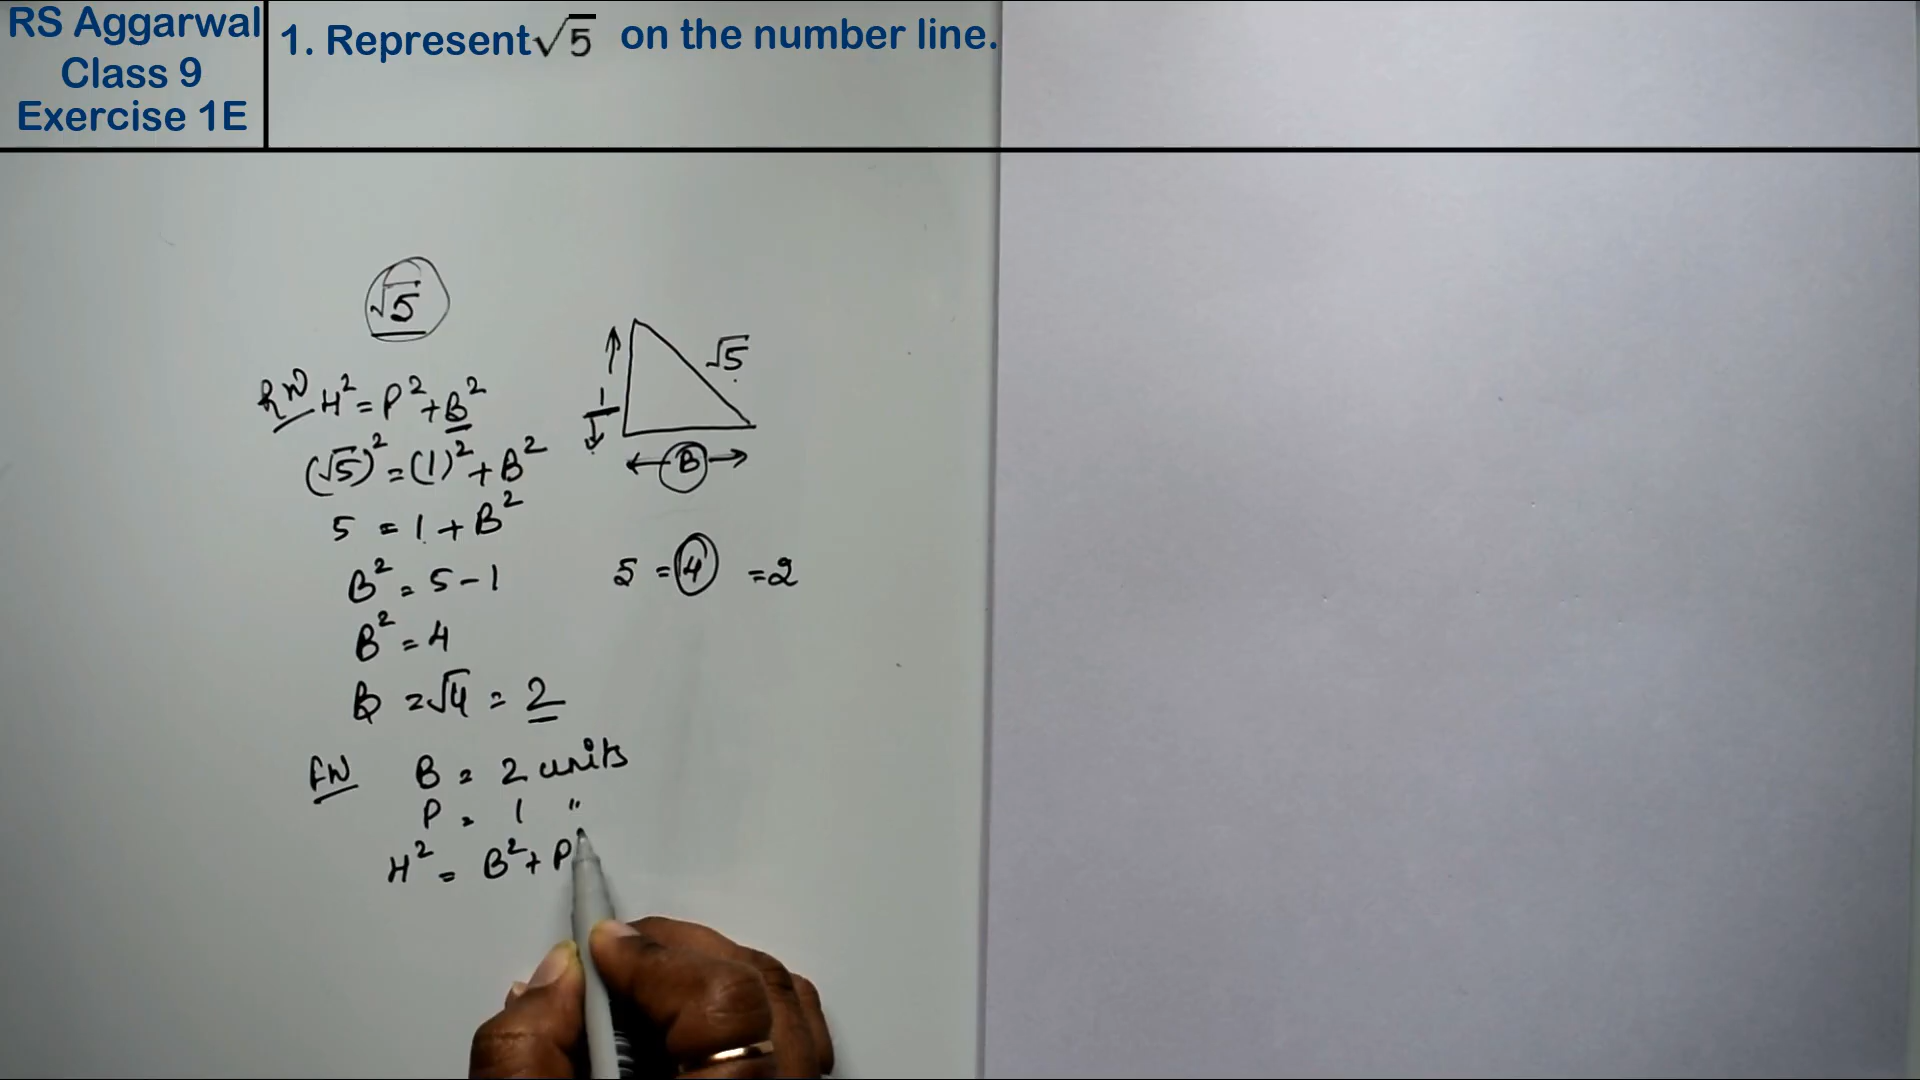 RS Aggarwal
Class 9
Exercise 1E
1. Represent √5 on the number line.
√5
RW H² = P² + B²
(√5)² = (1)² + B²
5 = 1 + B²
B² = 5 - 1
B² = 4
B = √4 = 2
FW B = 2 units
P = 1 "
H² = B² + P
√5
1
B
5 = 4 = 2